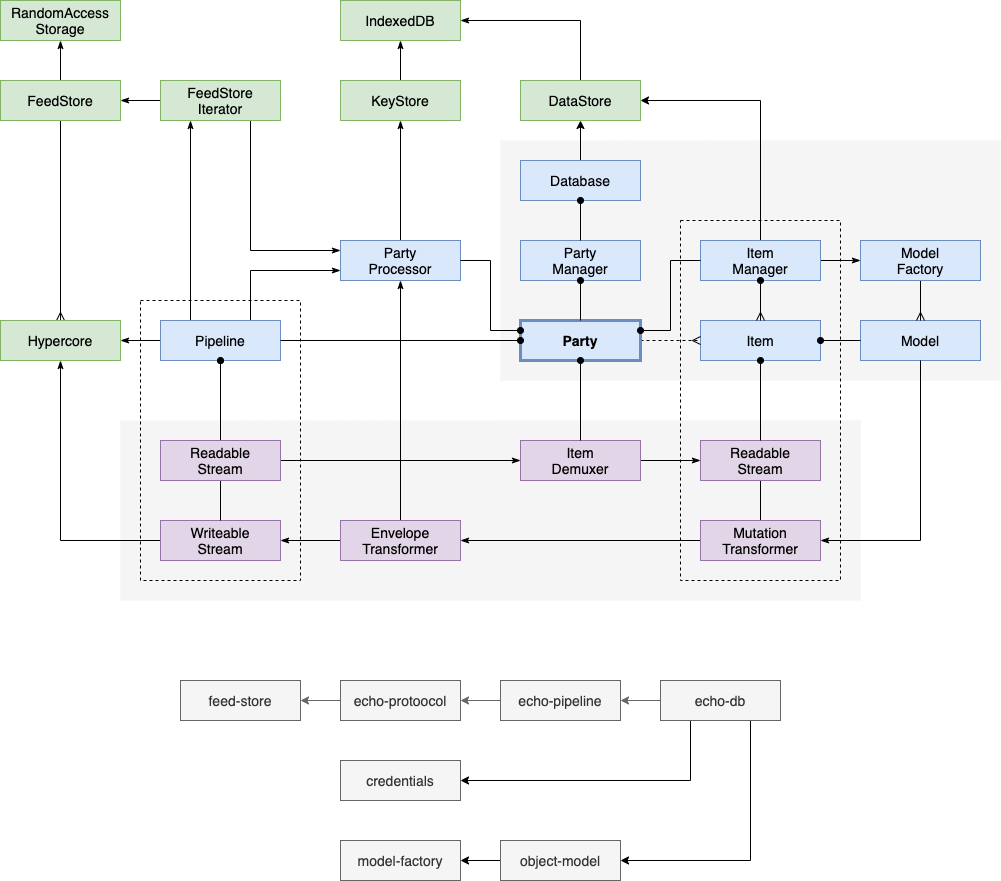 RandomAccess
Storage
IndexedDB
FeedStore
FeedStore
Iterator
KeyStore
DataStore
Database
Party
Processor
Party
Manager
Item
Manager
Model
Factory
Hypercore
Pipeline
Party
Item
Model
Readable
Stream
Item
Demuxer
Readable
Stream
Writeable
Stream
Envelope
Transformer
Mutation
Transformer
feed-store
echo-protoocol
echo-pipeline
echo-db
credentials
model-factory
object-model